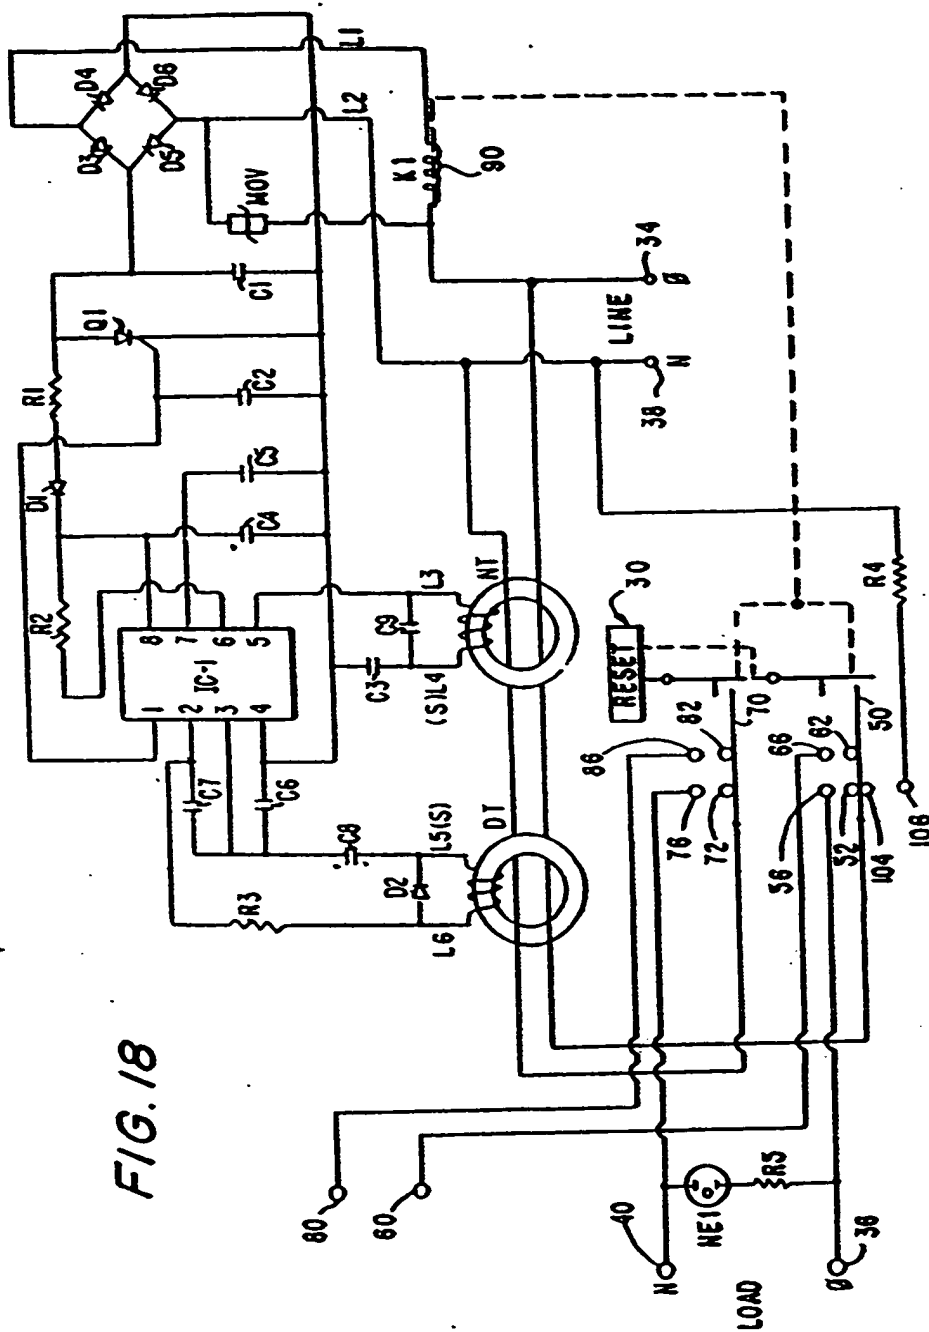 FIG. 18
L1
L2
D4
D6
D3
D5
MOV
K1
90
C1
Q1
R1
C2
C5
D1
C4
R2
IC-1
1
2
3
4
8
7
6
5
LINE
34
Ø
38
N
L3
NT
C9
C3
(S)L4
30
RESET
R4
C7
C6
C8
L5(S)
DT
D2
R3
L6
86
82
70
76
72
66
62
50
56
52
104
106
80
60
40
N
NE1
R5
Ø
36
LOAD